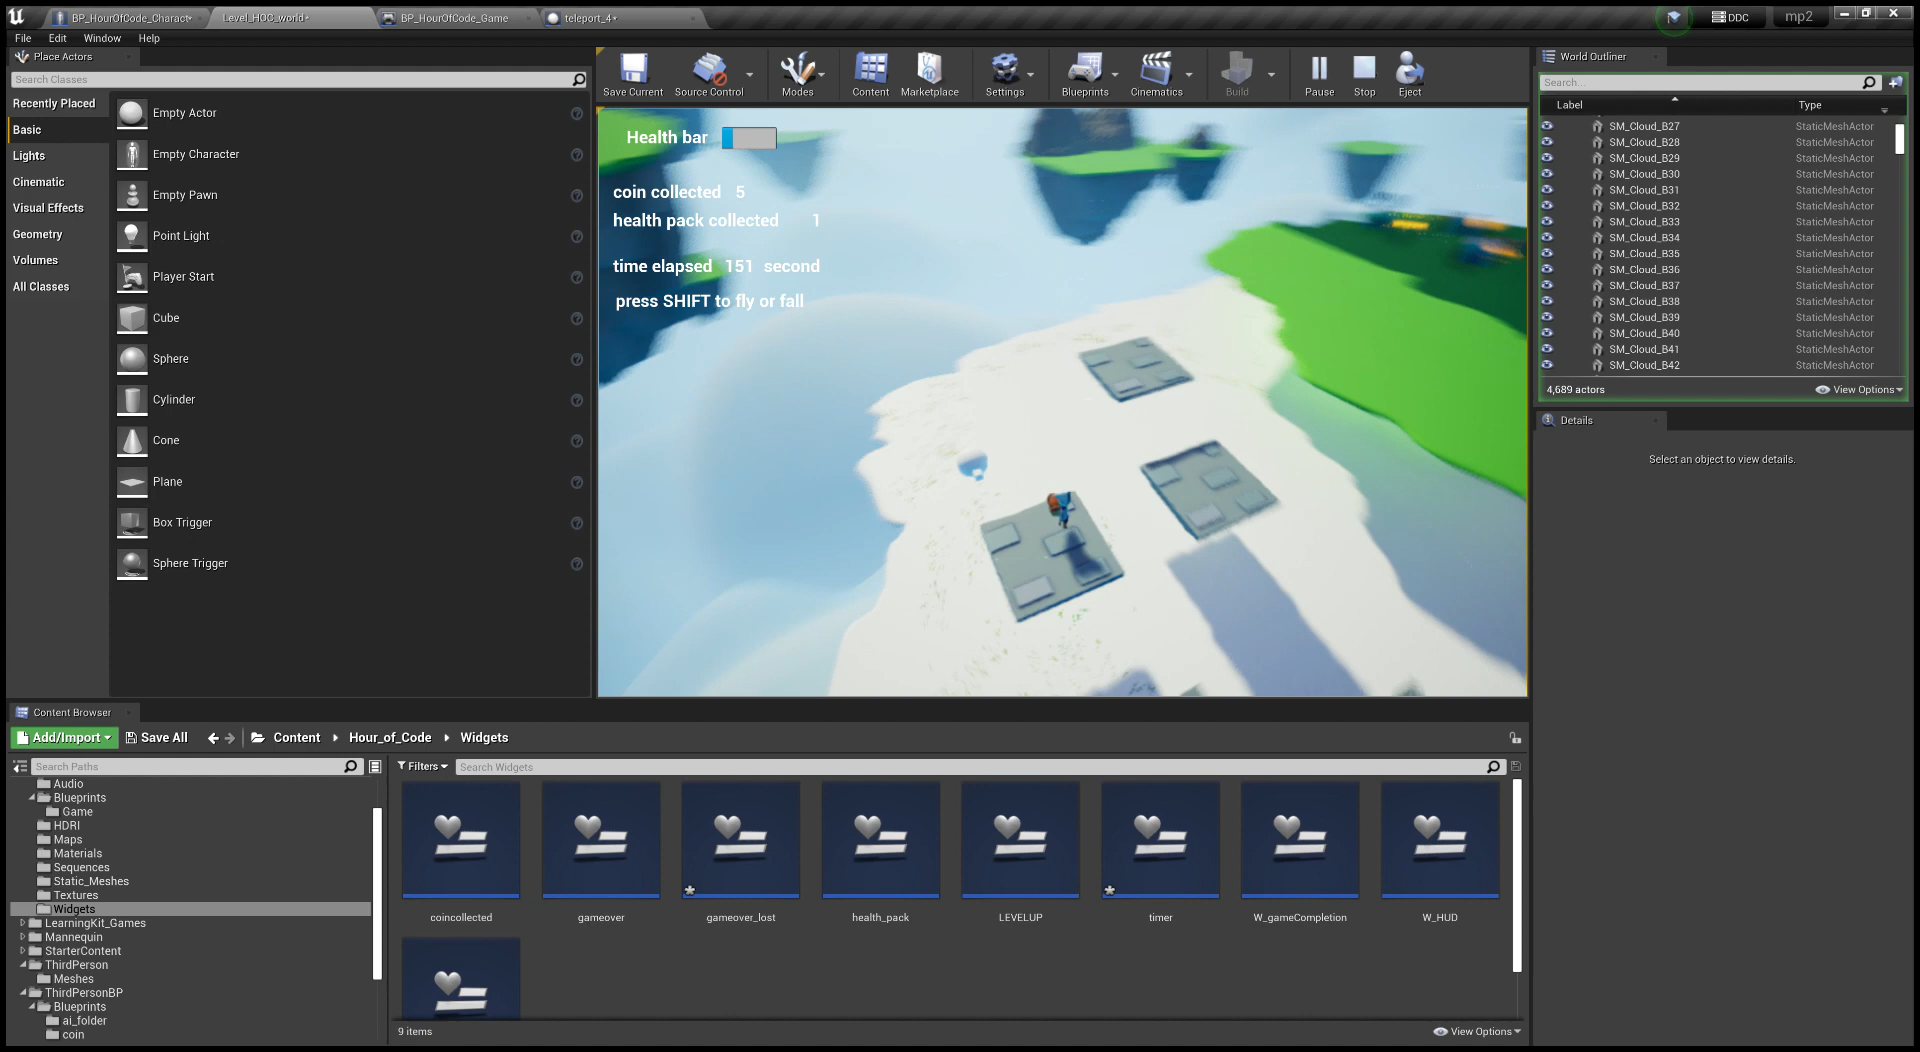 BP_HourOfCode_Charact
Level_HOC_world*
BP_HourOfCode_Game
teleport_4*
DDC
mp2
File
Edit
Window
Help
Place Actors
Search Classes
Recently Placed
Basic
Lights
Cinematic
Visual Effects
Geometry
Volumes
All Classes
Empty Actor
Empty Character
Empty Pawn
Point Light
Player Start
Cube
Sphere
Cylinder
Cone
Plane
Box Trigger
Sphere Trigger
Save Current
Source Control
Modes
Content
Marketplace
Settings
Blueprints
Cinematics
Build
Pause
Stop
Eject
Health bar
coin collected 5
health pack collected 1
time elapsed 151 second
press SHIFT to fly or fall
World Outliner
Search...
Label Type
SM_Cloud_B27 StaticMeshActor
SM_Cloud_B28 StaticMeshActor
SM_Cloud_B29 StaticMeshActor
SM_Cloud_B30 StaticMeshActor
SM_Cloud_B31 StaticMeshActor
SM_Cloud_B32 StaticMeshActor
SM_Cloud_B33 StaticMeshActor
SM_Cloud_B34 StaticMeshActor
SM_Cloud_B35 StaticMeshActor
SM_Cloud_B36 StaticMeshActor
SM_Cloud_B37 StaticMeshActor
SM_Cloud_B38 StaticMeshActor
SM_Cloud_B39 StaticMeshActor
SM_Cloud_B40 StaticMeshActor
SM_Cloud_B41 StaticMeshActor
SM_Cloud_B42 StaticMeshActor
4,689 actors
View Options
Details
Select an object to view details.
Content Browser
Add/Import
Save All
Content
Hour_of_Code
Widgets
Search Paths
Audio
Blueprints
Game
HDRI
Maps
Materials
Sequences
Static_Meshes
Textures
Widgets
LearningKit_Games
Mannequin
StarterContent
ThirdPerson
Meshes
ThirdPersonBP
Blueprints
ai_folder
coin
Filters
Search Widgets
coincollected
gameover
gameover_lost
health_pack
LEVELUP
timer
W_gameCompletion
W_HUD
9 items
View Options